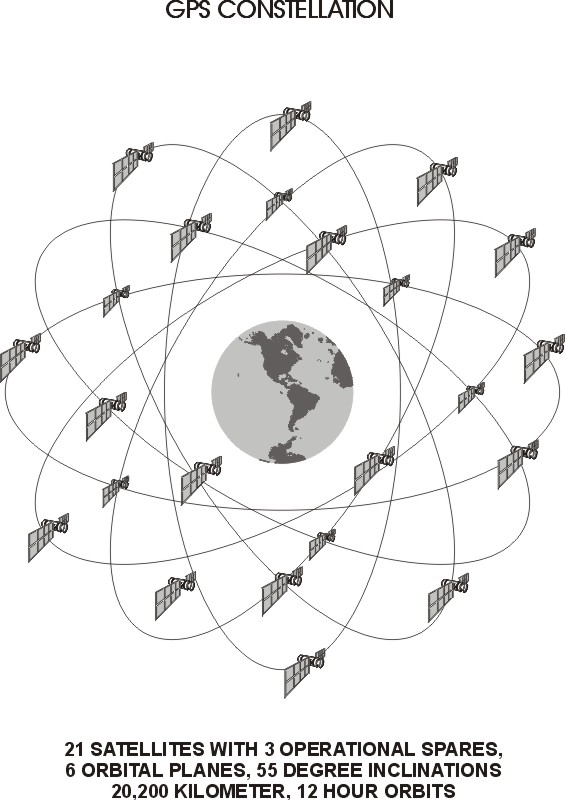 GPS CONSTELLATION
21 SATELLITES WITH 3 OPERATIONAL SPARES,
6 ORBITAL PLANES, 55 DEGREE INCLINATIONS
20,200 KILOMETER, 12 HOUR ORBITS